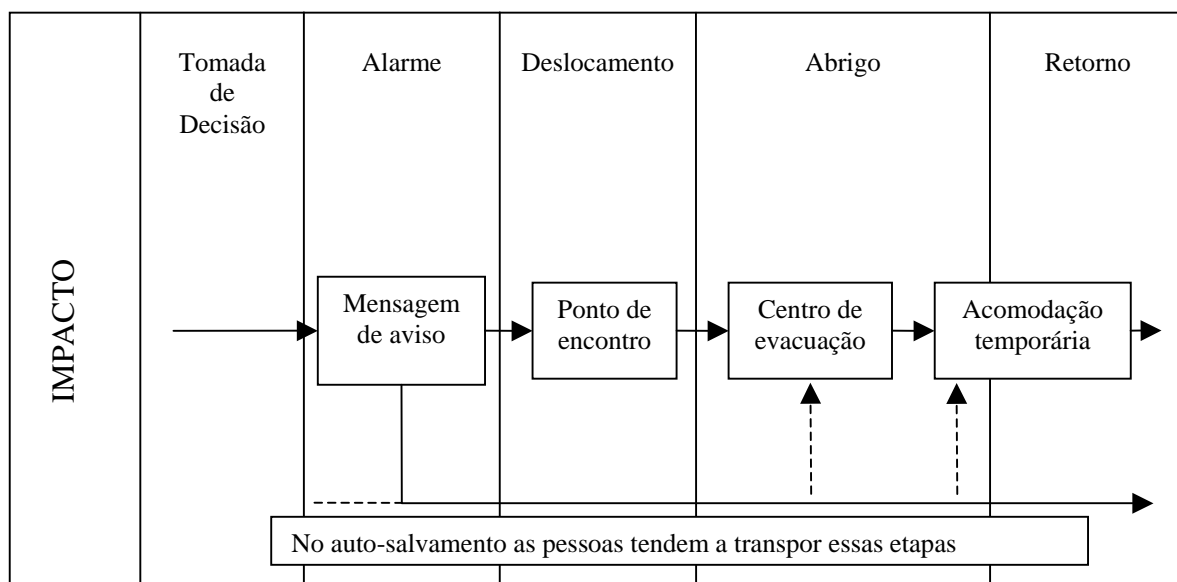 Tomada
de
Decisão
Alarme
Deslocamento
Abrigo
Retorno
IMPACTO
Mensagem
de aviso
Ponto de
encontro
Centro de
evacuação
Acomodação
temporária
No auto-salvamento as pessoas tendem a transpor essas etapas